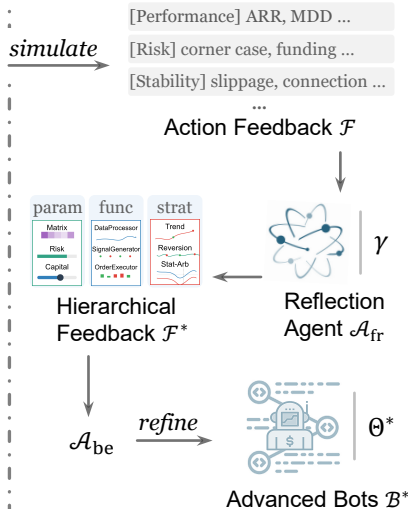 [Performance] ARR, MDD ...
simulate
[Risk] corner case, funding ...
[Stability] slippage, connection ...
...
Action Feedback ℱ
param func strat
Matrix
Risk
Capital
DataProcessor
SignalGenerator
OrderExecutor
Trend
Reversion
Stat-Arb
γ
Hierarchical
Feedback ℱ*
Reflection
Agent 𝒜fr
𝒜be
refine
$
Θ*
Advanced Bots ℬ*